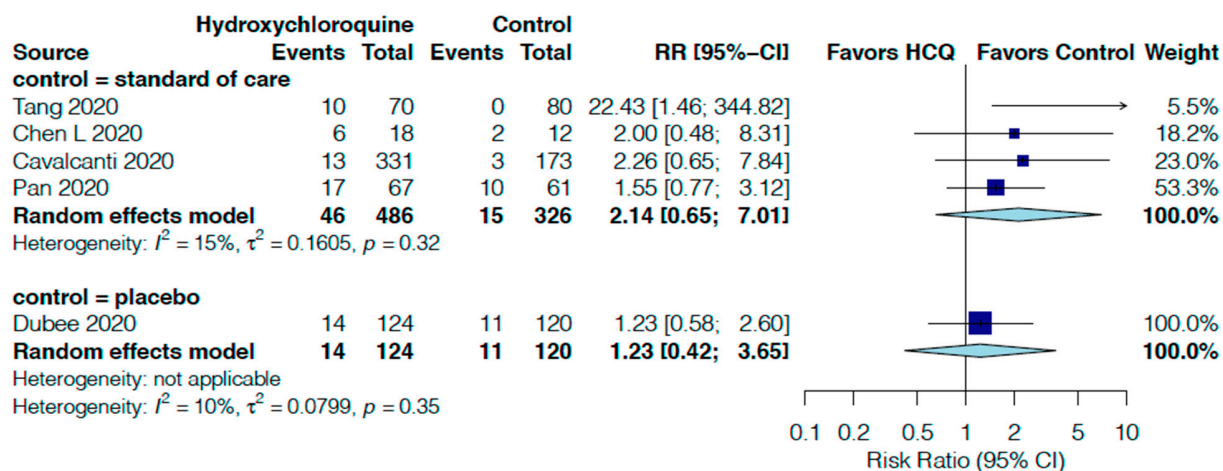 Hydroxychloroquine Control
Source Events Total Events Total RR [95%−CI] Favors HCQ Favors Control Weight
control = standard of care
Tang 2020 10 70 0 80 22.43 [1.46; 344.82] 5.5%
Chen L 2020 6 18 2 12 2.00 [0.48; 8.31] 18.2%
Cavalcanti 2020 13 331 3 173 2.26 [0.65; 7.84] 23.0%
Pan 2020 17 67 10 61 1.55 [0.77; 3.12] 53.3%
Random effects model 46 486 15 326 2.14 [0.65; 7.01] 100.0%
Heterogeneity: I² = 15%, τ² = 0.1605, p = 0.32
control = placebo
Dubee 2020 14 124 11 120 1.23 [0.58; 2.60] 100.0%
Random effects model 14 124 11 120 1.23 [0.42; 3.65] 100.0%
Heterogeneity: not applicable
Heterogeneity: I² = 10%, τ² = 0.0799, p = 0.35
0.1 0.2 0.5 1 2 5 10
Risk Ratio (95% CI)